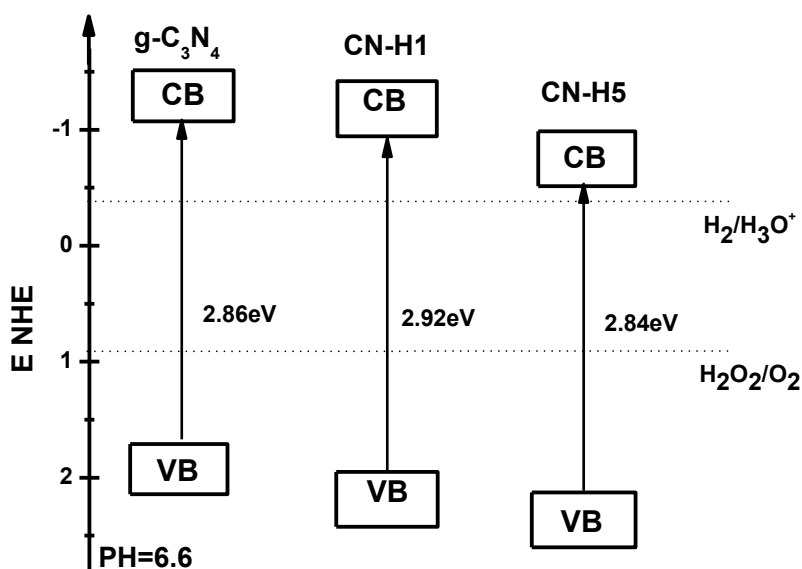 g-C₃N₄
CN-H1
CN-H5
CB
CB
CB
-1
H₂/H₃O⁺
0
E NHE
2.86eV
2.92eV
2.84eV
1
H₂O₂/O₂
2
VB
VB
VB
PH=6.6